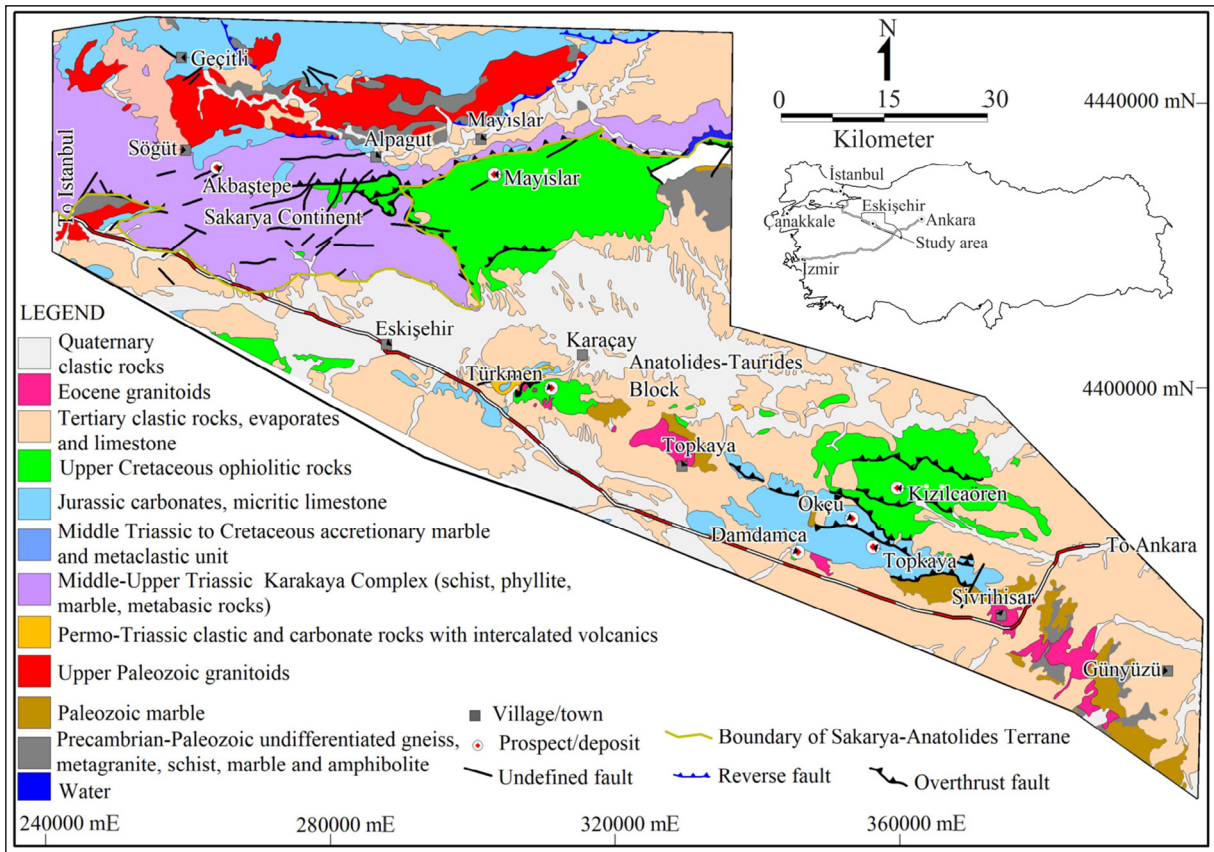 N
0 15 30
Kilometer
4440000 mN
Geçitli
Mayıslar
Alpagut
Söğüt
Akbaştepe
Mayıslar
To Istanbul
Sakarya Continent
İstanbul
Eskişehir
Çanakkale
Ankara
Study area
İzmir
LEGEND
Quaternary
clastic rocks
Eocene granitoids
Tertiary clastic rocks, evaporates
and limestone
Upper Cretaceous ophiolitic rocks
Jurassic carbonates, micritic limestone
Middle Triassic to Cretaceous accretionary marble
and metaclastic unit
Middle-Upper Triassic Karakaya Complex (schist, phyllite,
marble, metabasic rocks)
Permo-Triassic clastic and carbonate rocks with intercalated volcanics
Upper Paleozoic granitoids
Paleozoic marble
Precambrian-Paleozoic undifferentiated gneiss,
metagranite, schist, marble and amphibolite
Water
Eskişehir
Karaçay
Türkmen
Anatolides-Taurides
Block
4400000 mN
Topkaya
Kızılcaören
Okçu
Damdamca
Topkaya
To Ankara
Sivrihisar
Günyüzü
Village/town
Prospect/deposit
Undefined fault
Boundary of Sakarya-Anatolides Terrane
Reverse fault
Overthrust fault
240000 mE
280000 mE
320000 mE
360000 mE